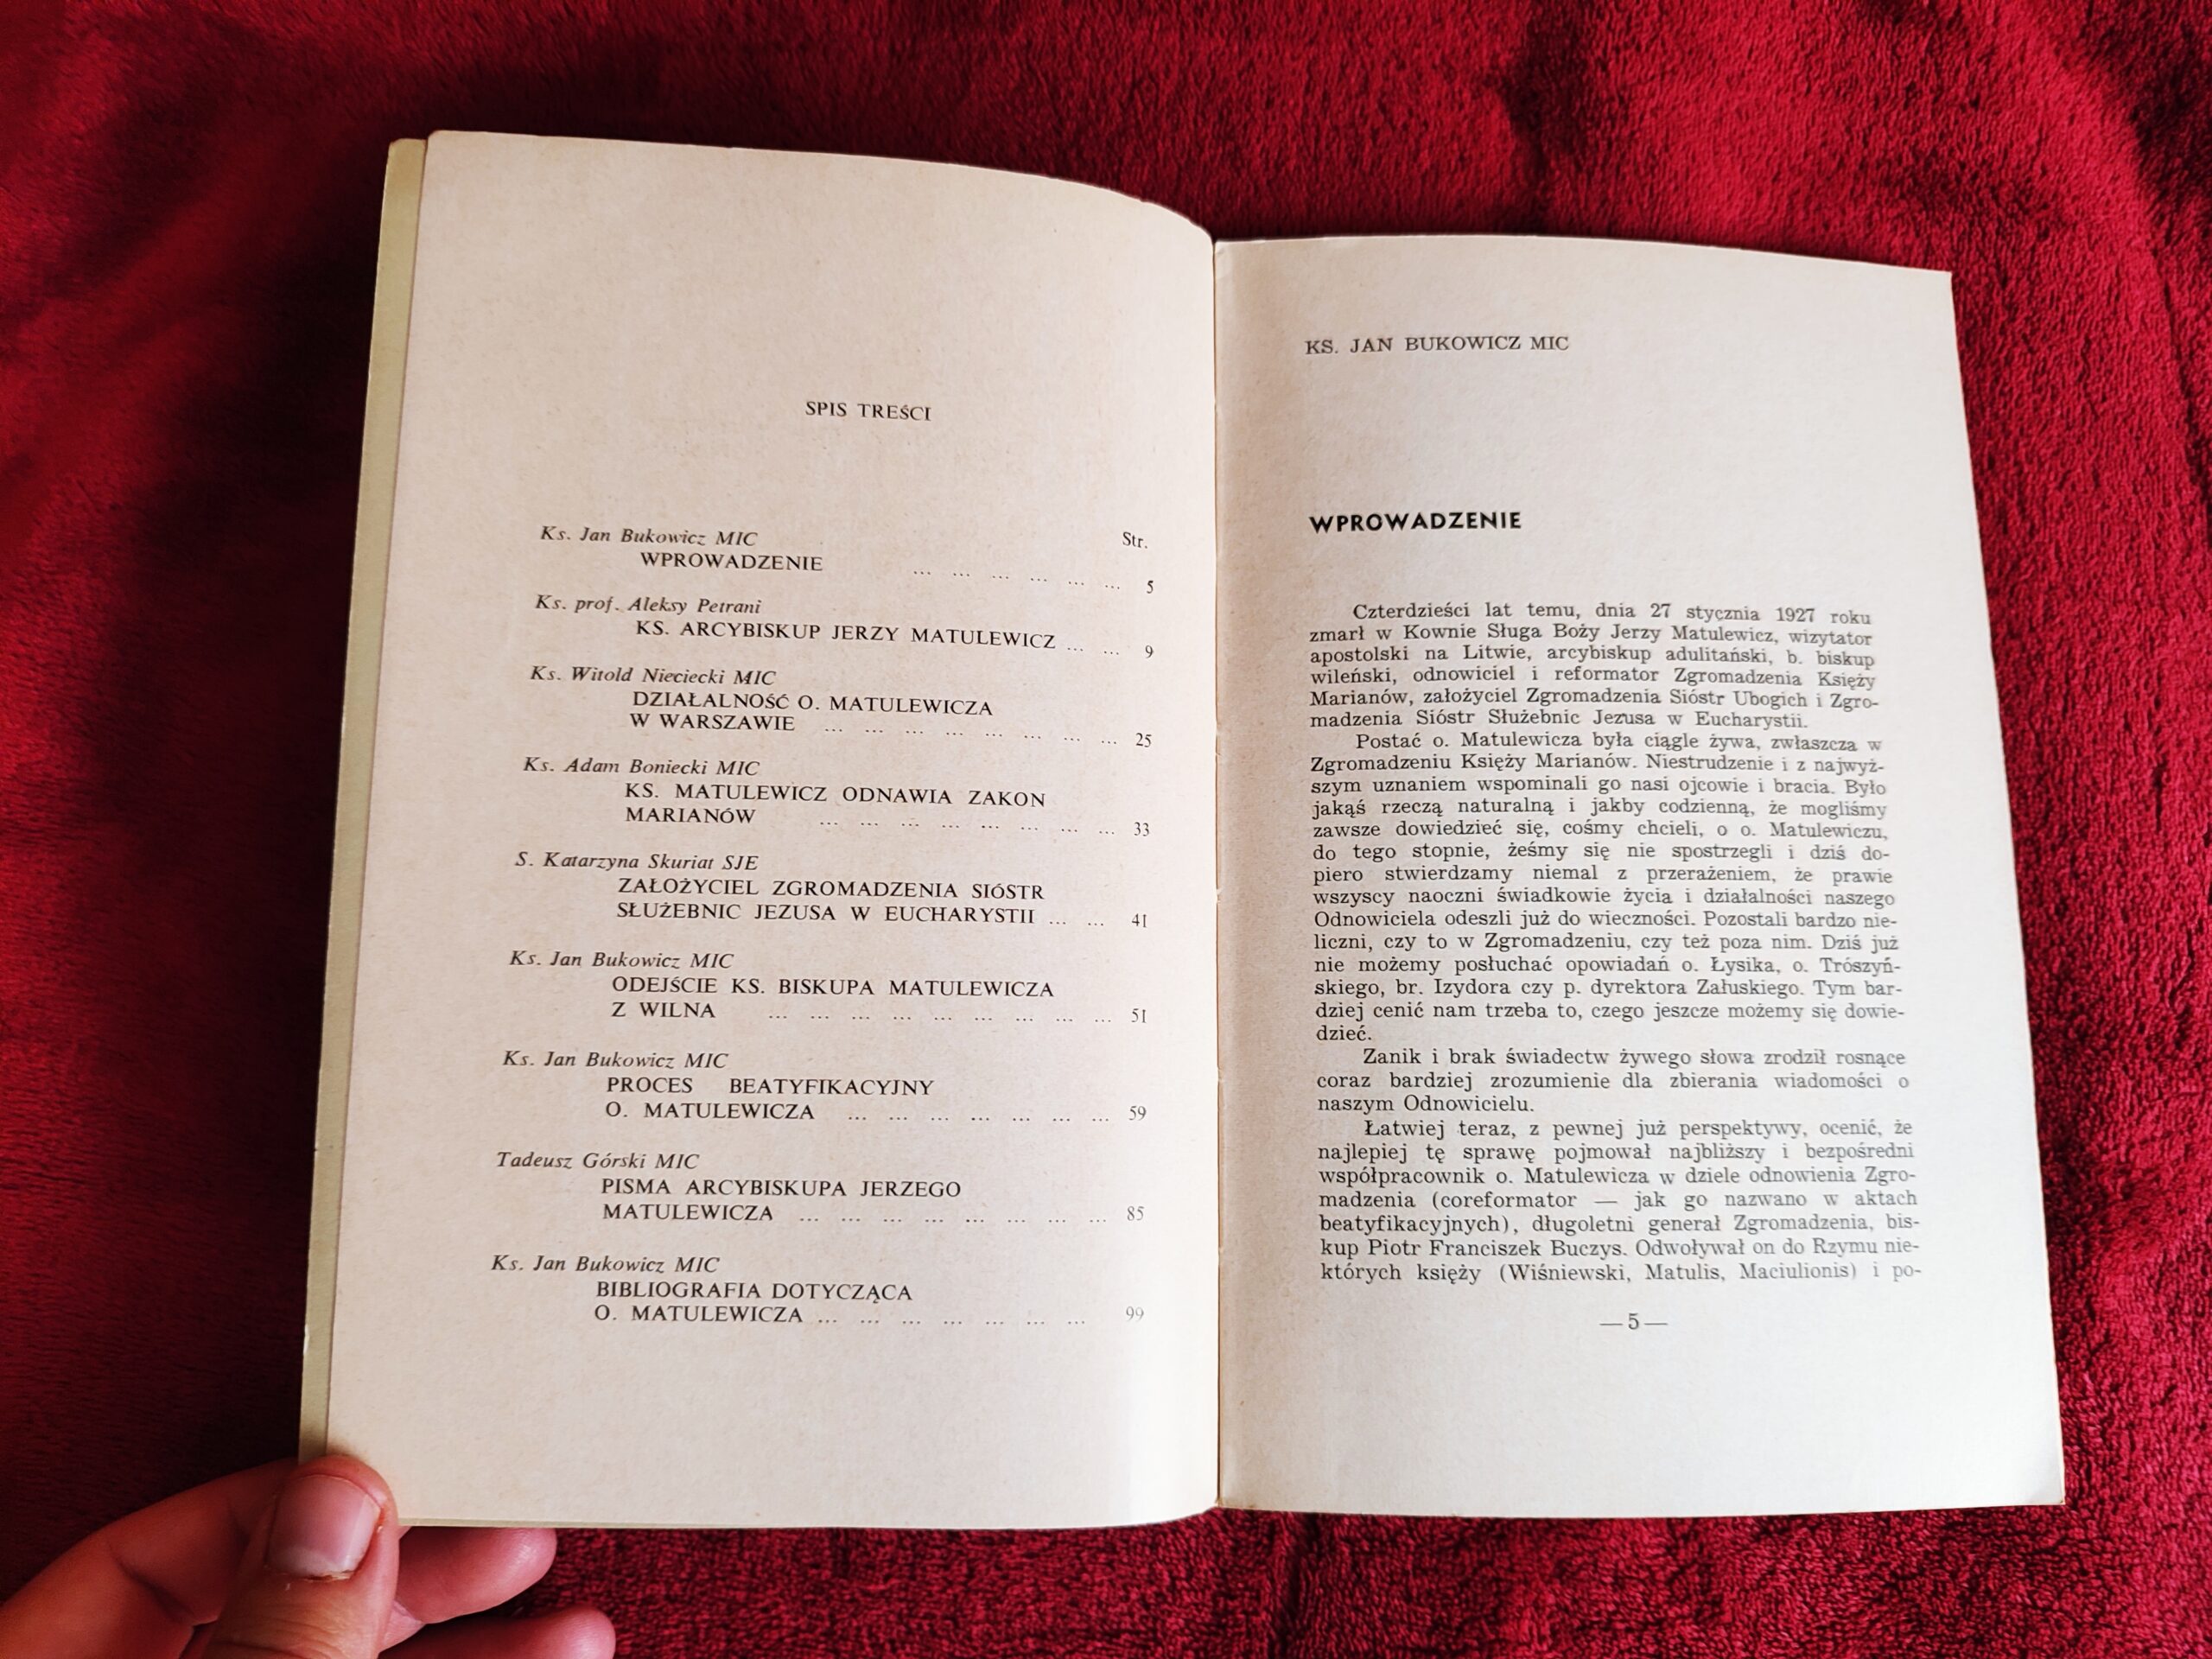 SPIS TREŚCI
Ks. Jan Bukowicz MIC Str.
WPROWADZENIE ... ... ... ... ... ... 5
Ks. prof. Aleksy Petrani
KS. ARCYBISKUP JERZY MATULEWICZ ... ... 9
Ks. Witold Nieciecki MIC
DZIAŁALNOŚĆ O. MATULEWICZA
W WARSZAWIE ... ... ... ... ... ... ... ... 25
Ks. Adam Boniecki MIC
KS. MATULEWICZ ODNAWIA ZAKON
MARIANÓW ... ... ... ... ... ... ... ... 33
S. Katarzyna Skuriat SJE
ZAŁOŻYCIEL ZGROMADZENIA SIÓSTR
SŁUŻEBNIC JEZUSA W EUCHARYSTII ... ... 41
Ks. Jan Bukowicz MIC
ODEJŚCIE KS. BISKUPA MATULEWICZA
Z WILNA ... ... ... ... ... ... ... ... ... 51
Ks. Jan Bukowicz MIC
PROCES BEATYFIKACYJNY
O. MATULEWICZA ... ... ... ... ... ... ... 59
Tadeusz Górski MIC
PISMA ARCYBISKUPA JERZEGO
MATULEWICZA ... ... ... ... ... ... ... ... 85
Ks. Jan Bukowicz MIC
BIBLIOGRAFIA DOTYCZĄCA
O. MATULEWICZA ... ... ... ... ... ... ... 99
KS. JAN BUKOWICZ MIC
WPROWADZENIE
Czterdzieści lat temu, dnia 27 stycznia 1927 roku
zmarł w Kownie Sługa Boży Jerzy Matulewicz, wizytator
apostolski na Litwie, arcybiskup adulitański, b. biskup
wileński, odnowiciel i reformator Zgromadzenia Księży
Marianów, założyciel Zgromadzenia Sióstr Ubogich i Zgro-
madzenia Sióstr Służebnic Jezusa w Eucharystii.
Postać o. Matulewicza była ciągle żywa, zwłaszcza w
Zgromadzeniu Księży Marianów. Niestrudzenie i z najwyż-
szym uznaniem wspominali go nasi ojcowie i bracia. Było
jakąś rzeczą naturalną i jakby codzienną, że mogliśmy
zawsze dowiedzieć się, cośmy chcieli, o o. Matulewiczu,
do tego stopnie, żeśmy się nie spostrzegli i dziś do-
piero stwierdzamy niemal z przerażeniem, że prawie
wszyscy naoczni świadkowie życia i działalności naszego
Odnowiciela odeszli już do wieczności. Pozostali bardzo nie-
liczni, czy to w Zgromadzeniu, czy też poza nim. Dziś już
nie możemy posłuchać opowiadań o. Łysika, o. Trószyń-
skiego, br. Izydora czy p. dyrektora Załuskiego. Tym bar-
dziej cenić nam trzeba to, czego jeszcze możemy się dowie-
dzieć.
Zanik i brak świadectw żywego słowa zrodził rosnące
coraz bardziej zrozumienie dla zbierania wiadomości o
naszym Odnowicielu.
Łatwiej teraz, z pewnej już perspektywy, ocenić, że
najlepiej tę sprawę pojmował najbliższy i bezpośredni
współpracownik o. Matulewicza w dziele odnowienia Zgro-
madzenia (coreformator — jak go nazwano w aktach
beatyfikacyjnych), długoletni generał Zgromadzenia, bis-
kup Piotr Franciszek Buczys. Odwoływał on do Rzymu nie-
których księży (Wiśniewski, Matulis, Maciulionis) i po-
— 5 —